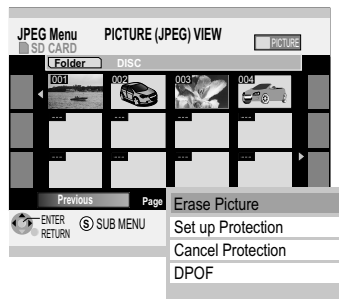 JPEG Menu PICTURE (JPEG) VIEW
SD CARD PICTURE
Folder DISC
001 002 003 004
--- --- --- ---
--- --- --- ---
Previous Page
Erase Picture
ENTER
RETURN
S SUB MENU
Set up Protection
Cancel Protection
DPOF